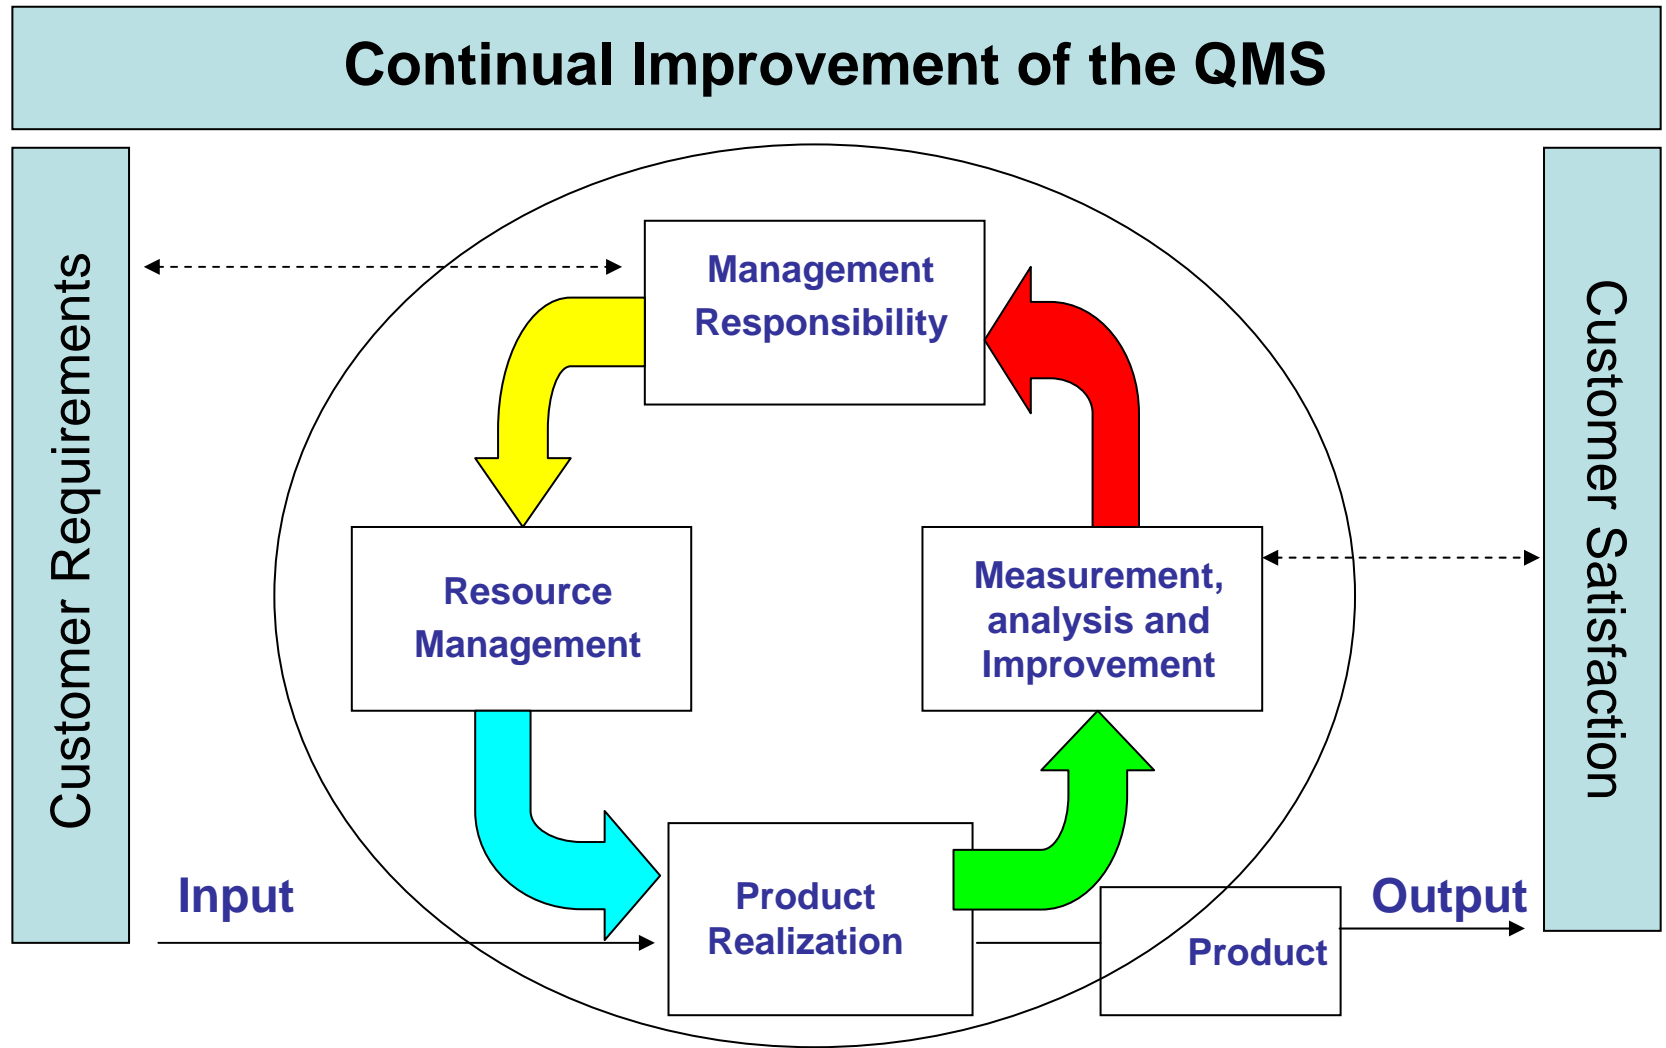 Continual Improvement of the QMS
Customer Requirements
Management
Responsibility
Resource
Management
Measurement,
analysis and
Improvement
Customer Satisfaction
Input
Product
Realization
Product
Output